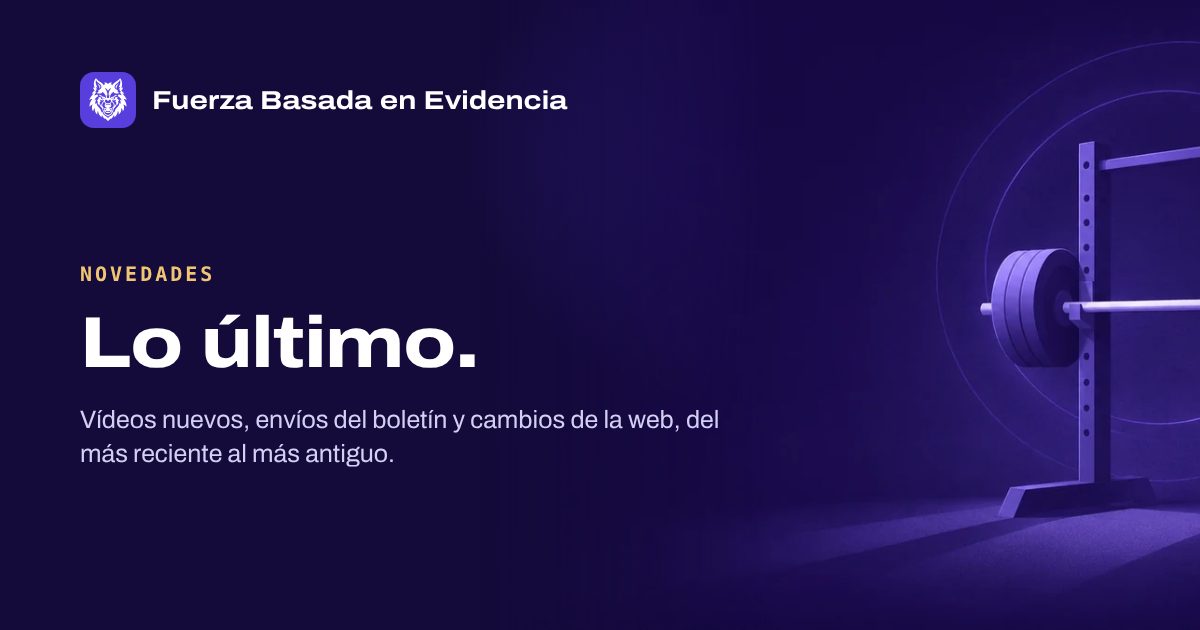 Fuerza Basada en Evidencia
NOVEDADES
Lo último.
Vídeos nuevos, envíos del boletín y cambios de la web, del
más reciente al más antiguo.